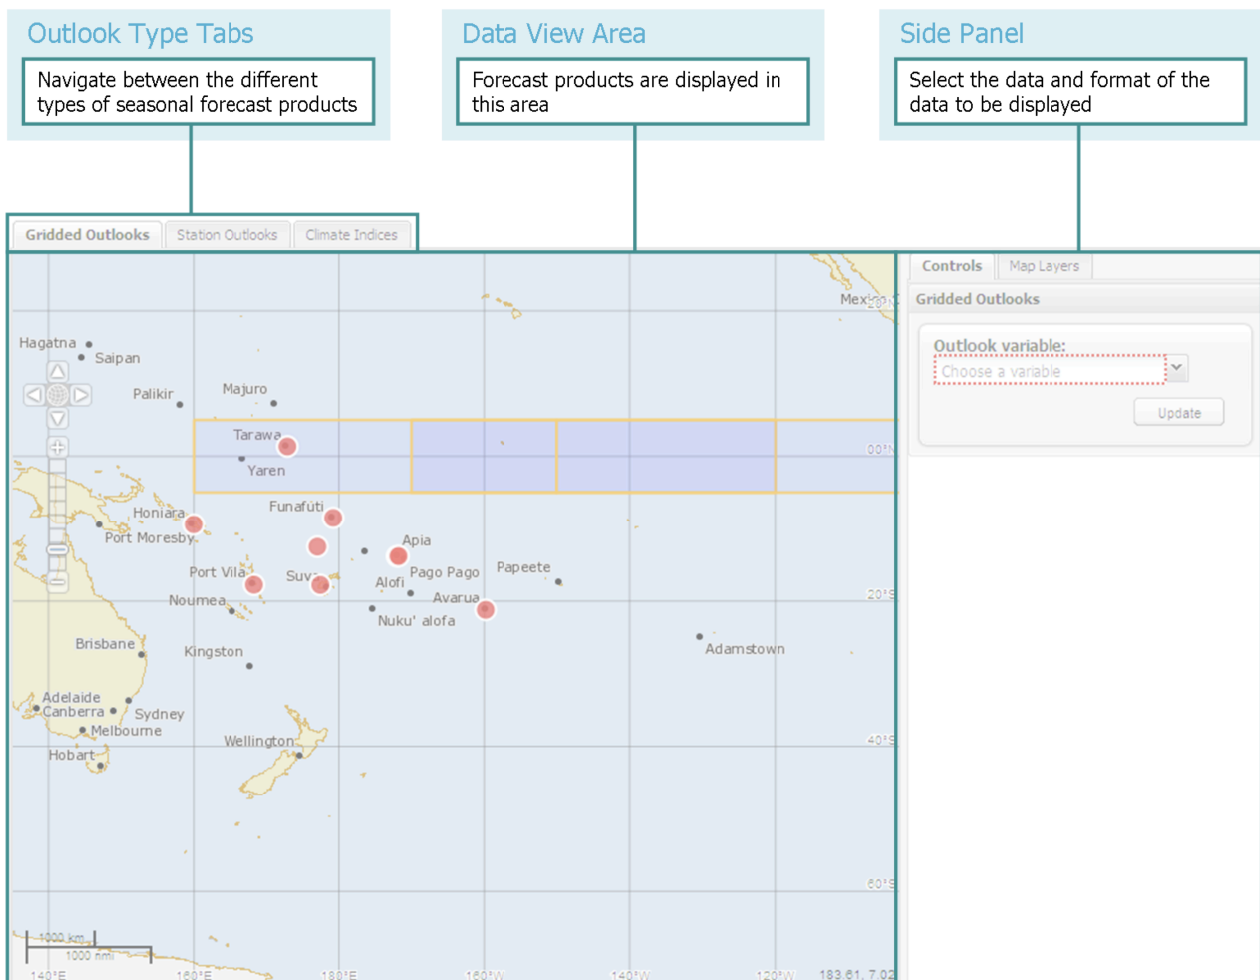 Outlook Type Tabs
Navigate between the different
types of seasonal forecast products
Data View Area
Forecast products are displayed in
this area
Side Panel
Select the data and format of the
data to be displayed
Gridded Outlooks
Station Outlooks
Climate Indices
Controls
Map Layers
Gridded Outlooks
Outlook variable:
Choose a variable
Update
20°N
Hagatna
Saipan
Palikir
Majuro
Tarawa
00°N
Yaren
Funafuti
Honiara
Port Moresby
Apia
Port Vila
Suva
Pago Pago
Papeete
Alofi
Noumea
Avarua
20°S
Nuku' alofa
Brisbane
Kingston
Adamstown
Adelaide
Canberra
Sydney
Melbourne
Wellington
40°S
Hobart
60°S
1000 km
1000 nmi
140°E
160°E
180°E
160°W
140°W
120°W
183.61, 7.02